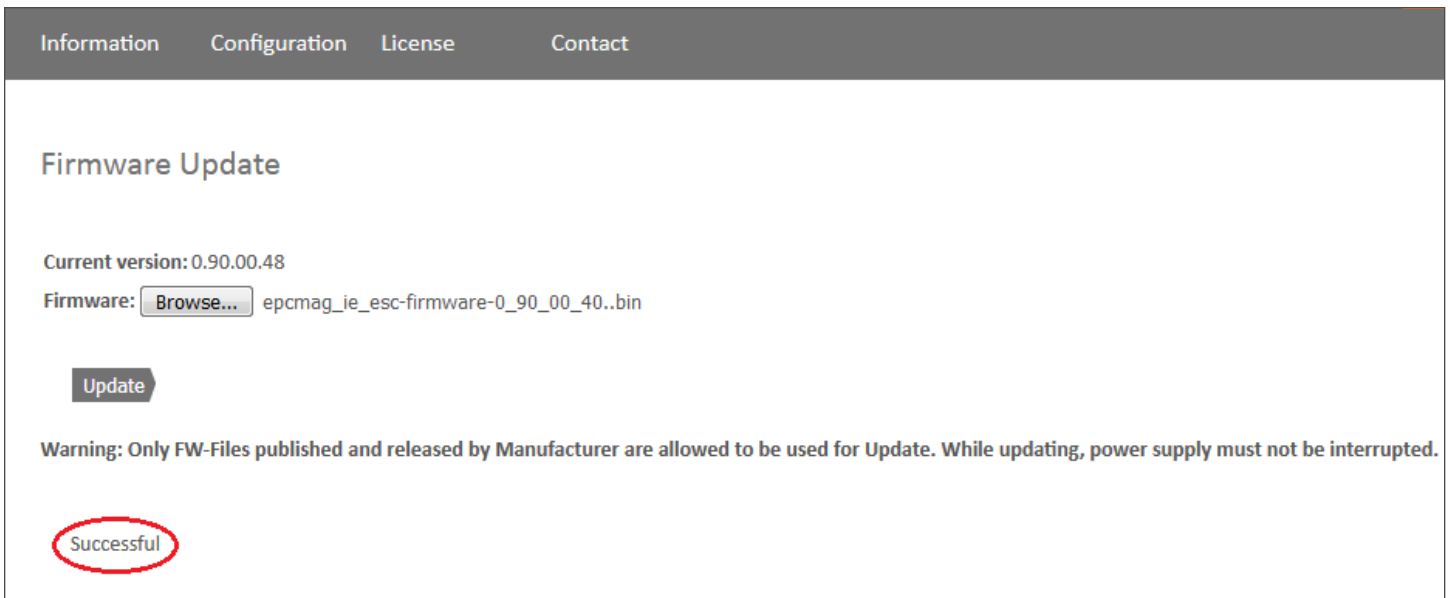 Information Configuration License Contact
Firmware Update
Current version: 0.90.00.48
Firmware: Browse... epcmag_ie_esc-firmware-0_90_00_40..bin
Update
Warning: Only FW-Files published and released by Manufacturer are allowed to be used for Update. While updating, power supply must not be interrupted.
Successful